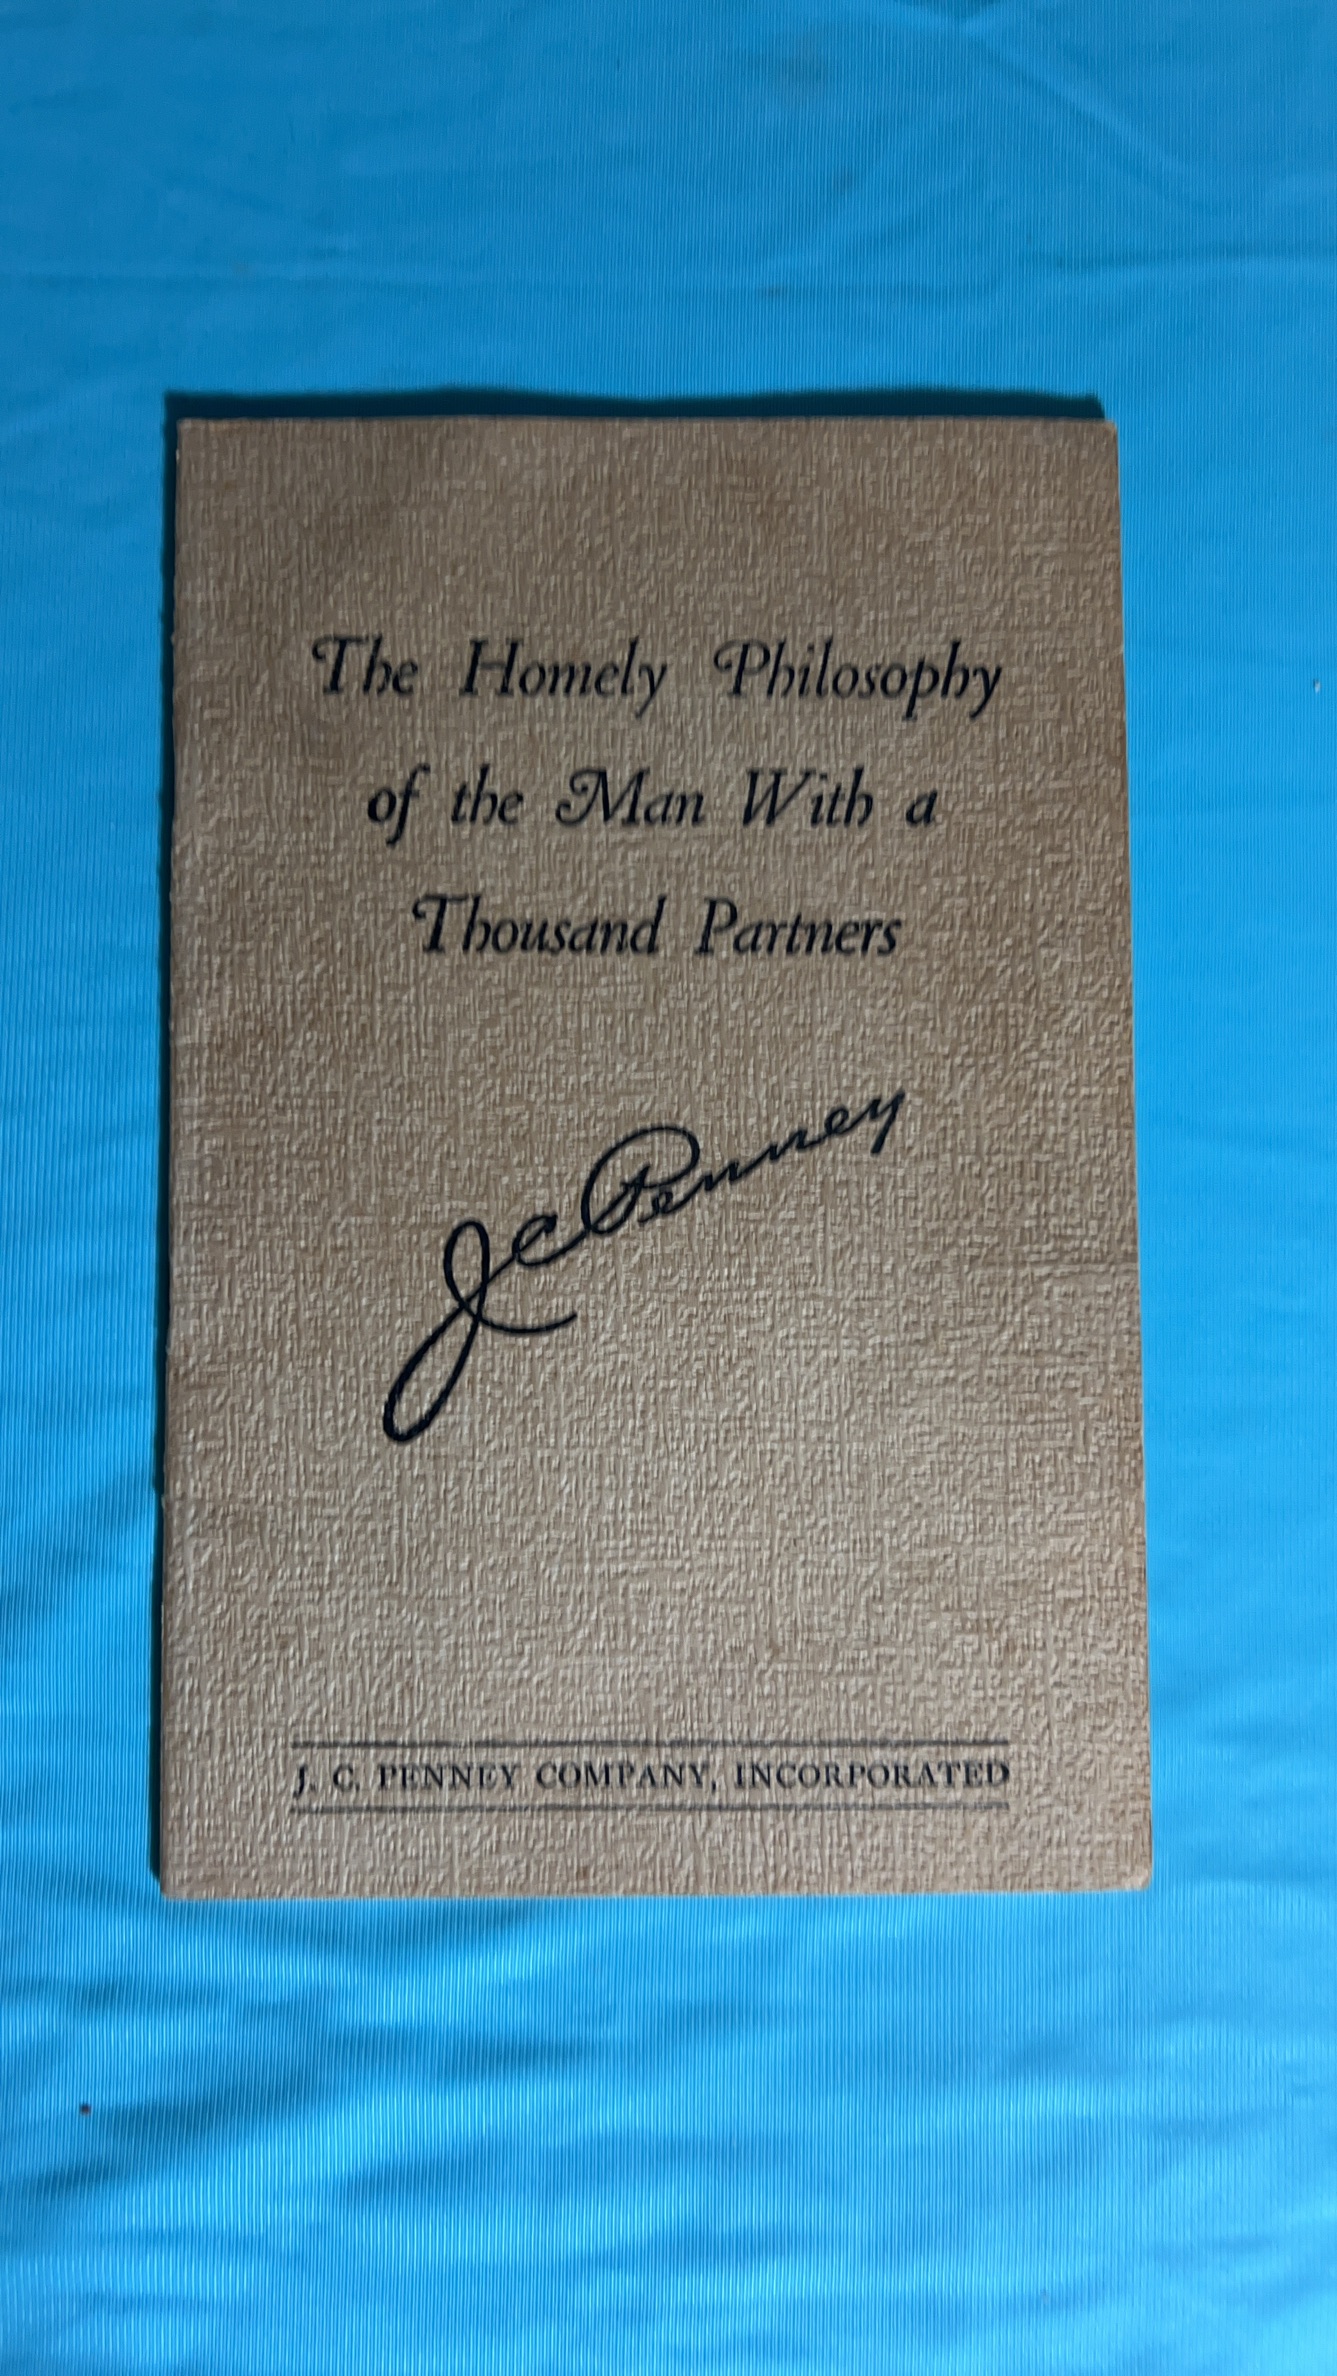 The Homely Philosophy
of the Man With a
Thousand Partners
J C Penney
J. C. PENNEY COMPANY, INCORPORATED